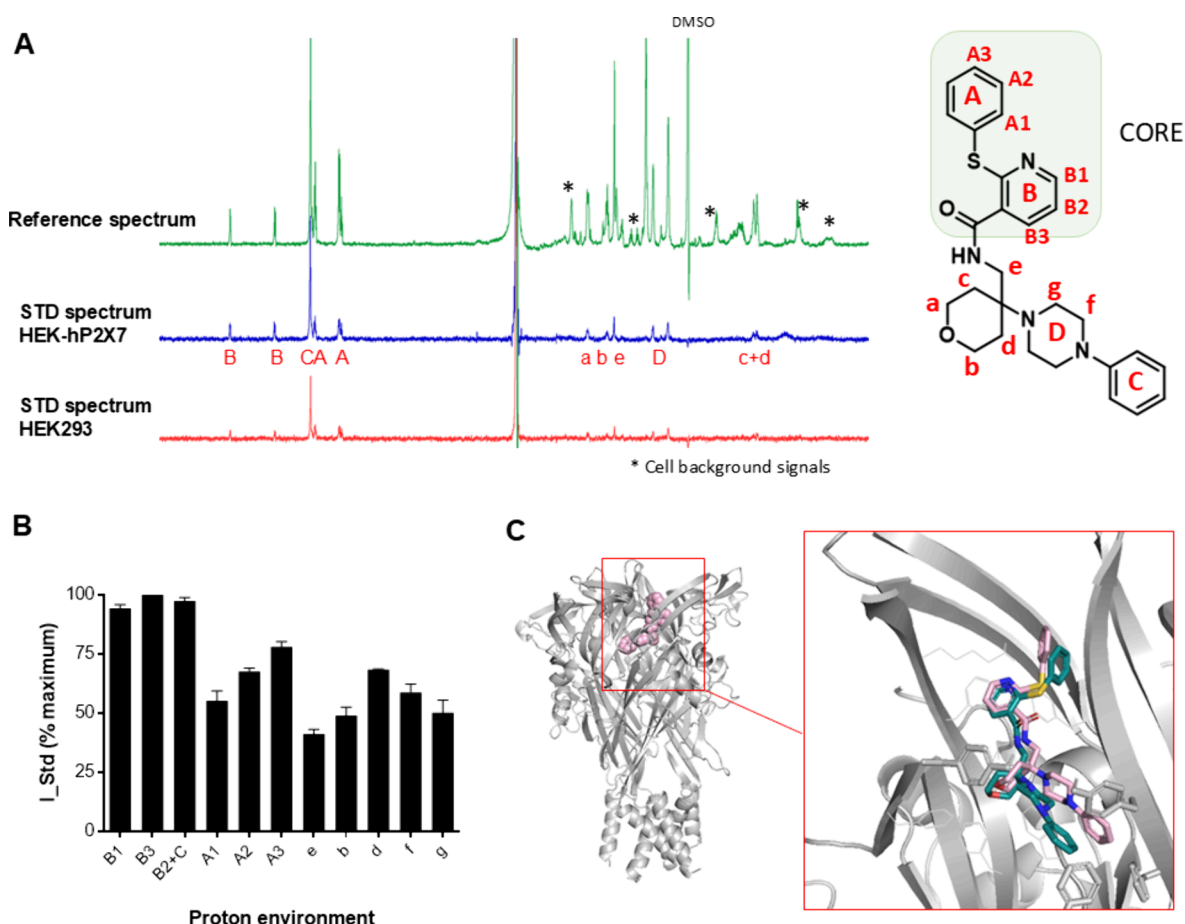 A
DMSO
Reference spectrum
* * * * *
STD spectrum
HEK-hP2X7
B B C A A a b e D c+d
STD spectrum
HEK293
* Cell background signals
A3
A A2
A1
CORE
S N B1
B B2
O
B3
HN e
c g f
a
N D
O d N
b C
B
I_Std (% maximum)
100
75
50
25
0
B1 B3 B2+C A1 A2 A3 e b d f g
Proton environment
C